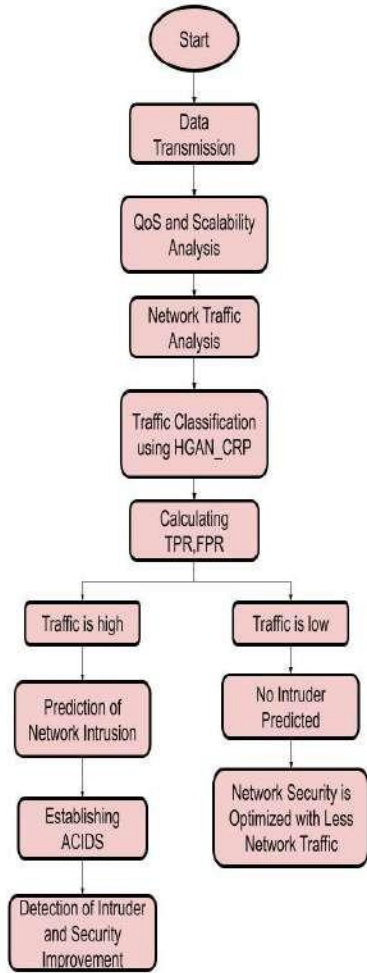 Start
Data
Transmission
QoS and Scalability
Analysis
Network Traffic
Analysis
Traffic Classification
using HGAN_CRP
Calculating
TPR,FPR
Traffic is high
Traffic is low
Prediction of
Network Intrusion
No Intruder
Predicted
Establishing
ACIDS
Network Security is
Optimized with Less
Network Traffic
Detection of Intruder
and Security
Improvement